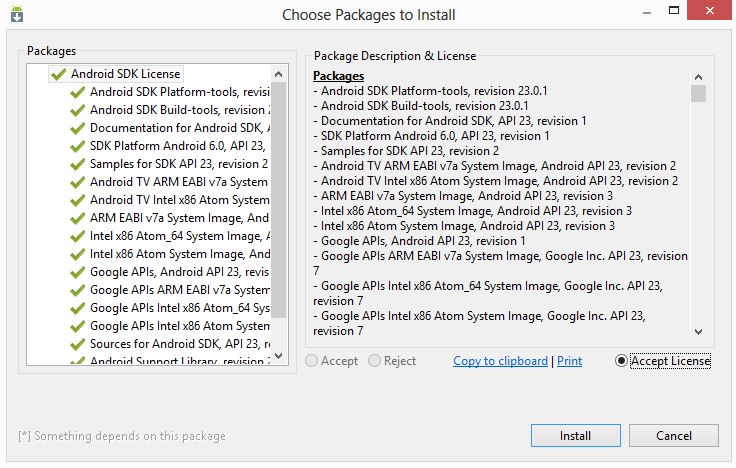 Choose Packages to Install
Packages
Android SDK License
Android SDK Platform-tools, revisi
Android SDK Build-tools, revision
Documentation for Android SDK, A
SDK Platform Android 6.0, API 23,
Samples for SDK API 23, revision 2
Android TV ARM EABI v7a System
Android TV Intel x86 Atom System
ARM EABI v7a System Image, And
Intel x86 Atom_64 System Image, A
Intel x86 Atom System Image, And
Google APIs, Android API 23, revis
Google APIs ARM EABI v7a System
Google APIs Intel x86 Atom_64 Sys
Google APIs Intel x86 Atom System
Sources for Android SDK, API 23, r
Android Support Library, revision
Package Description & License
Packages
- Android SDK Platform-tools, revision 23.0.1
- Android SDK Build-tools, revision 23.0.1
- Documentation for Android SDK, API 23, revision 1
- SDK Platform Android 6.0, API 23, revision 1
- Samples for SDK API 23, revision 2
- Android TV ARM EABI v7a System Image, Android API 23, revision 2
- Android TV Intel x86 Atom System Image, Android API 23, revision 2
- ARM EABI v7a System Image, Android API 23, revision 3
- Intel x86 Atom_64 System Image, Android API 23, revision 3
- Intel x86 Atom System Image, Android API 23, revision 3
- Google APIs, Android API 23, revision 1
- Google APIs ARM EABI v7a System Image, Google Inc. API 23, revision
7
- Google APIs Intel x86 Atom_64 System Image, Google Inc. API 23,
revision 7
- Google APIs Intel x86 Atom System Image, Google Inc. API 23,
revision 7
Accept Reject Copy to clipboard | Print Accept License
[*] Something depends on this package
Install Cancel